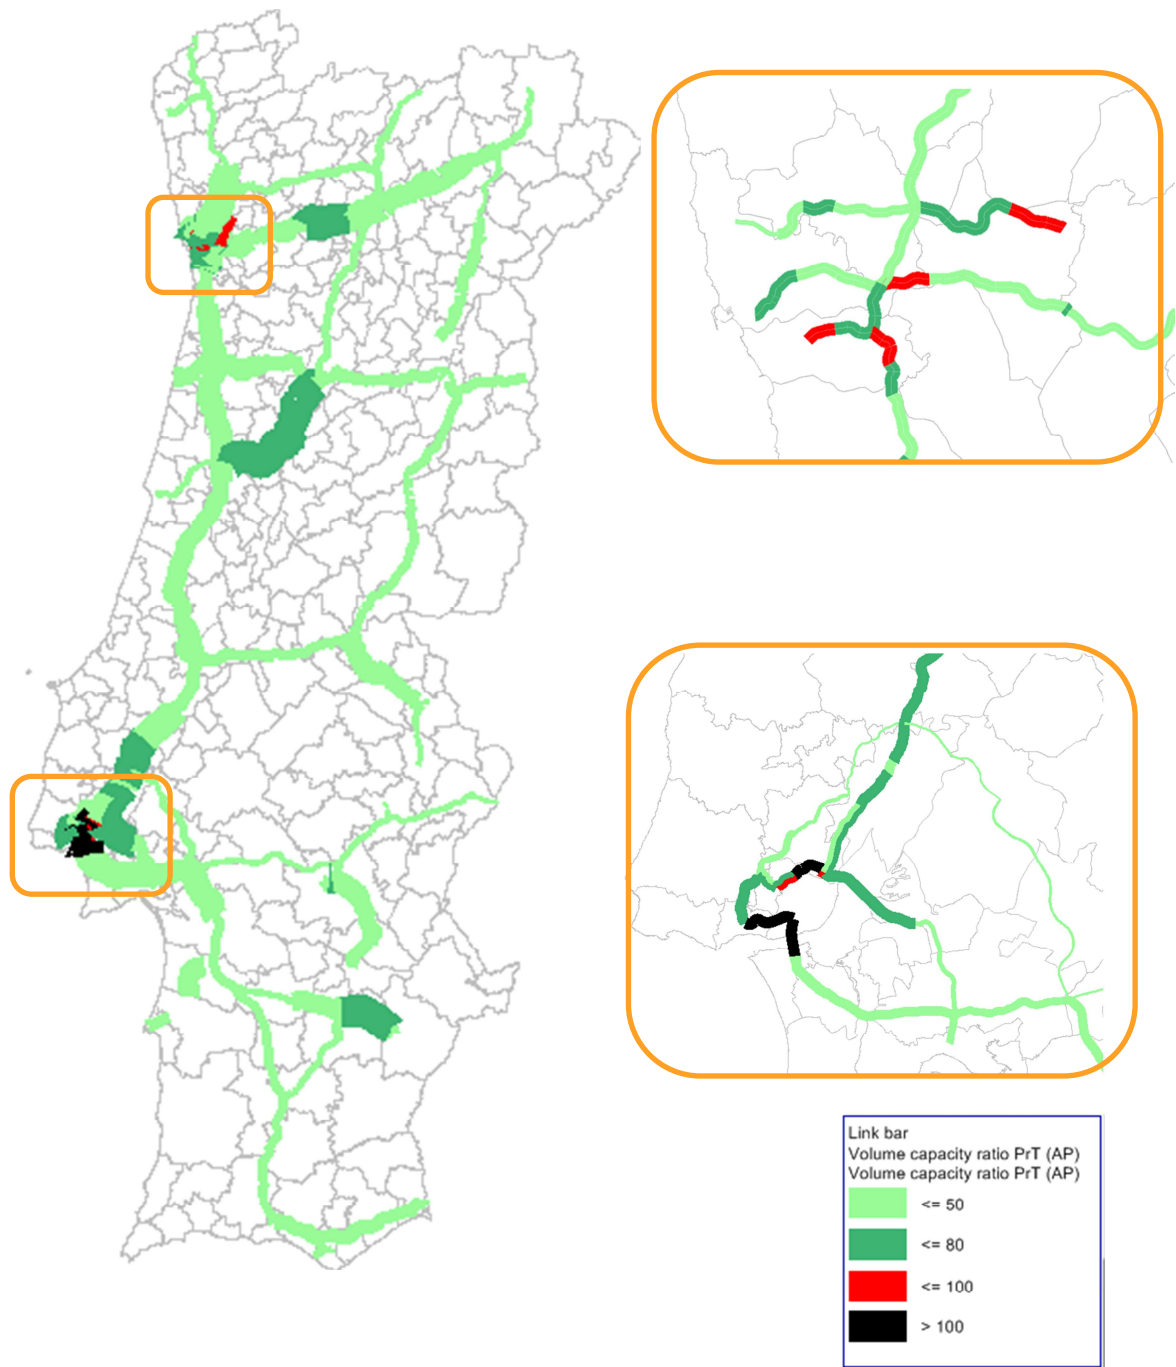 Link bar
Volume capacity ratio PrT (AP)
Volume capacity ratio PrT (AP)
<= 50
<= 80
<= 100
> 100